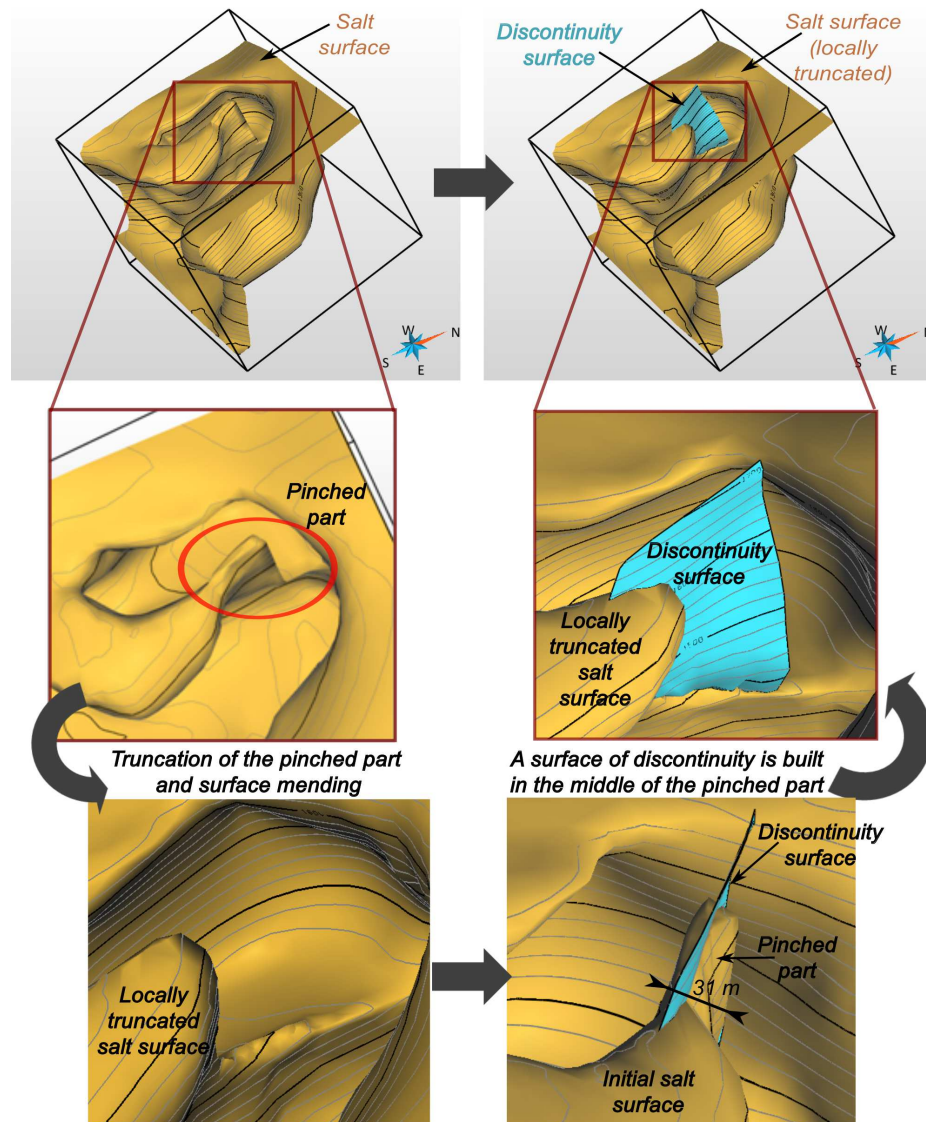 Salt
surface
Discontinuity
surface
Salt surface
(locally
truncated)
W
N
S
E
W
N
S
E
Pinched
part
Discontinuity
surface
Locally
truncated
salt
surface
Truncation of the pinched part
and surface mending
A surface of discontinuity is built
in the middle of the pinched part
Locally
truncated
salt surface
Discontinuity
surface
Pinched
part
31 m
Initial salt
surface